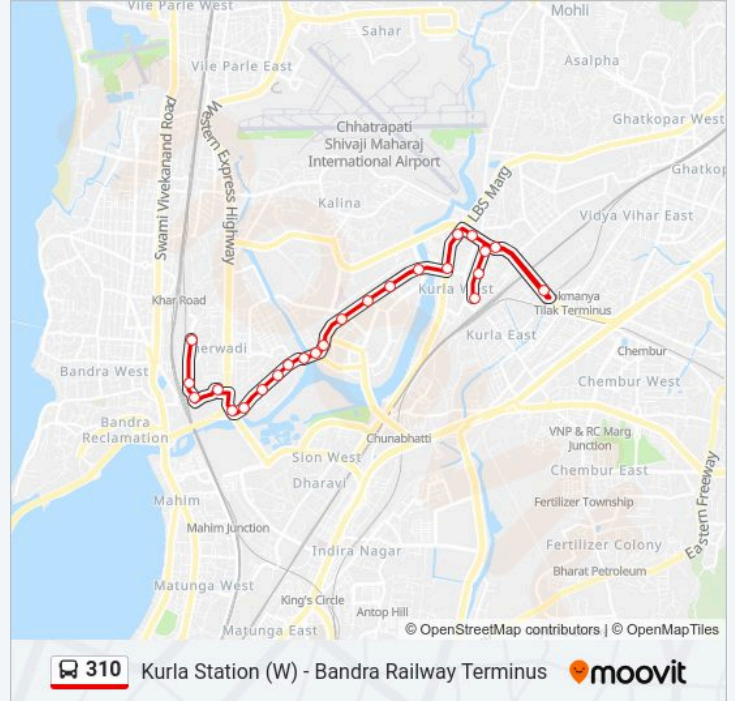 Vile Parle West
Mohli
Sahar
Asalpha
Vile Parle East
Ghatkopar West
Chhatrapati
Shivaji Maharaj
International Airport
Swami Vivekanand Road
Western Express Highway
LBS Marg
Ghatkop
Kalina
Vidya Vihar East
Khar Road
Kurla West
kmanya
Tilak Terminus
Kurla East
herwadi
Chembur
Bandra West
Chembur West
Bandra
Reclamation
Chunabhatti
VNP & RC Marg
Junction
Sion West
Chembur East
Dharavi
Eastern Freeway
Mahim
Fertilizer Township
Mahim Junction
Indira Nagar
Fertilizer Colony
Bharat Petroleum
Matunga West
King's Circle
Antop Hill
Matunga East
© OpenStreetMap contributors | © OpenMapTiles
310 Kurla Station (W) - Bandra Railway Terminus moovit